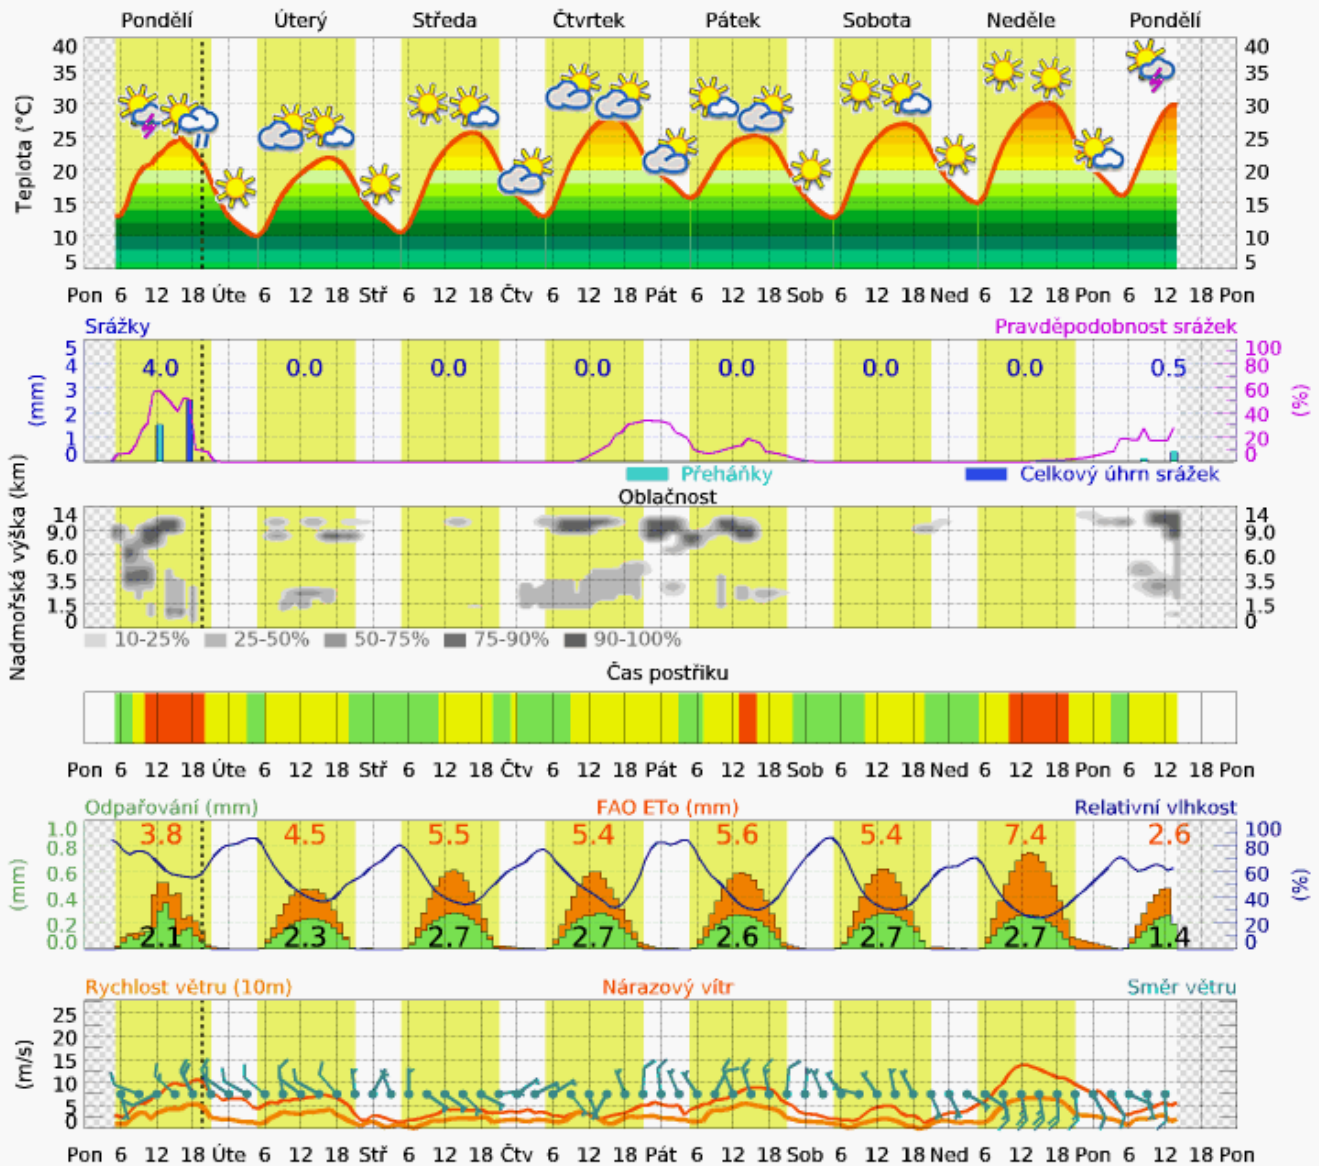 Pondělí Úterý Středa Čtvrtek Pátek Sobota Neděle Pondělí
Teplota (°C)
40 40
35 35
30 30
25 25
20 20
15 15
10 10
5 5
Pon 6 12 18 Úte 6 12 18 Stř 6 12 18 Čtv 6 12 18 Pát 6 12 18 Sob 6 12 18 Ned 6 12 18 Pon 6 12 18 Pon
Srážky Pravděpodobnost srážek
(mm) (%)
5 100
4 4.0 0.0 0.0 0.0 0.0 0.0 0.0 0.5 80
3 60
2 40
1 20
0 0
Přeháňky Celkový úhrn srážek
Oblačnost
Nadmořská výška (km)
14 14
9.0 9.0
6.0 6.0
3.5 3.5
1.5 1.5
0 0
10-25% 25-50% 50-75% 75-90% 90-100%
Čas postřiku
Pon 6 12 18 Úte 6 12 18 Stř 6 12 18 Čtv 6 12 18 Pát 6 12 18 Sob 6 12 18 Ned 6 12 18 Pon 6 12 18 Pon
Odpařování (mm) FAO ETo (mm) Relativní vlhkost
(mm) (%)
1.0 3.8 4.5 5.5 5.4 5.6 5.4 7.4 2.6 100
0.8 80
0.6 60
0.4 40
0.2 20
0.0 2.1 2.3 2.7 2.7 2.6 2.7 2.7 1.4 0
Rychlost větru (10m) Nárazový vítr Směr větru
(m/s)
25
20
15
10
5
0
Pon 6 12 18 Úte 6 12 18 Stř 6 12 18 Čtv 6 12 18 Pát 6 12 18 Sob 6 12 18 Ned 6 12 18 Pon 6 12 18 Pon